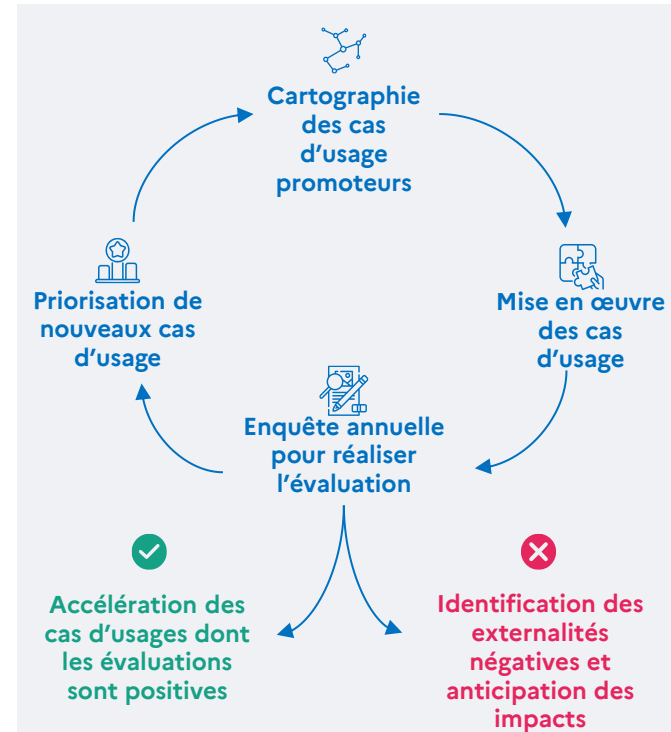 Cartographie
des cas
d'usage
promoteurs
Priorisation de
nouveaux cas
d'usage
Mise en œuvre
des cas
d'usage
Enquête annuelle
pour réaliser
l'évaluation
Accélération des
cas d'usages dont
les évaluations
sont positives
Identification des
externalités
négatives et
anticipation des
impacts